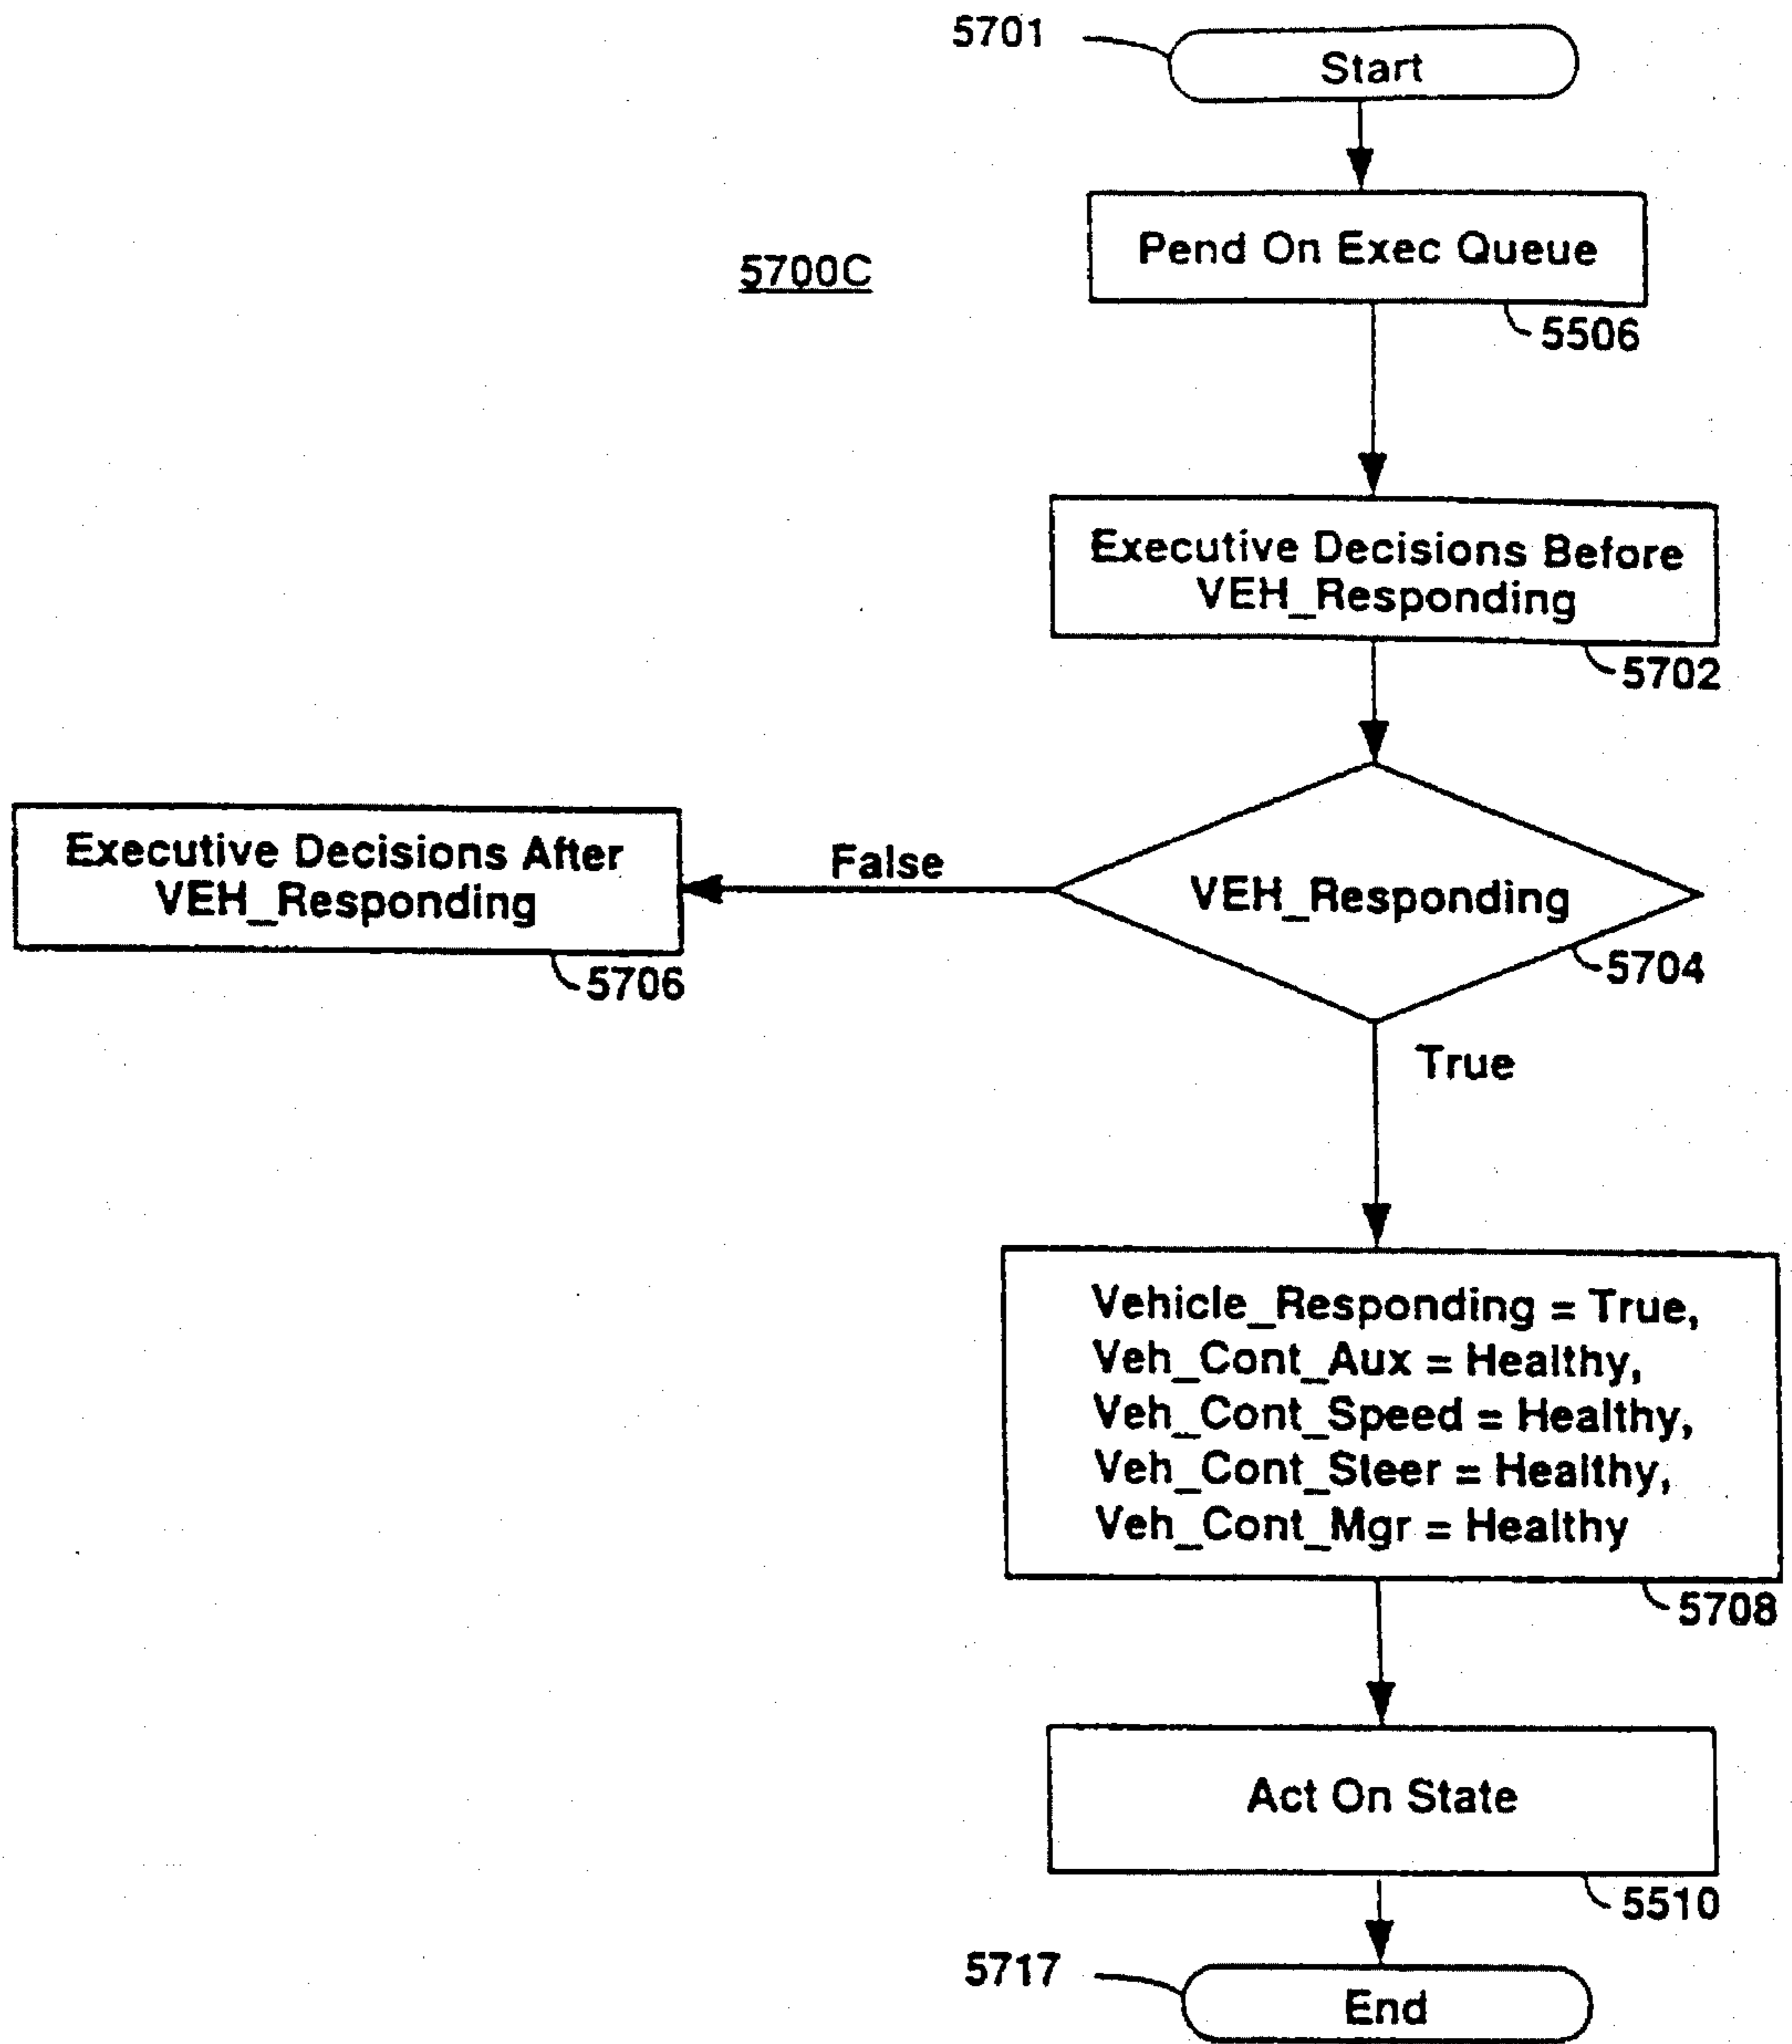 5701
Start
Pend On Exec Queue
5700C
5506
Executive Decisions Before
VEH_Responding
5702
Executive Decisions After
VEH_Responding
False
VEH_Responding
5706
5704
True
Vehicle_Responding = True,
Veh_Cont_Aux = Healthy,
Veh_Cont_Speed = Healthy,
Veh_Cont_Steer = Healthy,
Veh_Cont_Mgr = Healthy
5708
Act On State
5510
5717
End